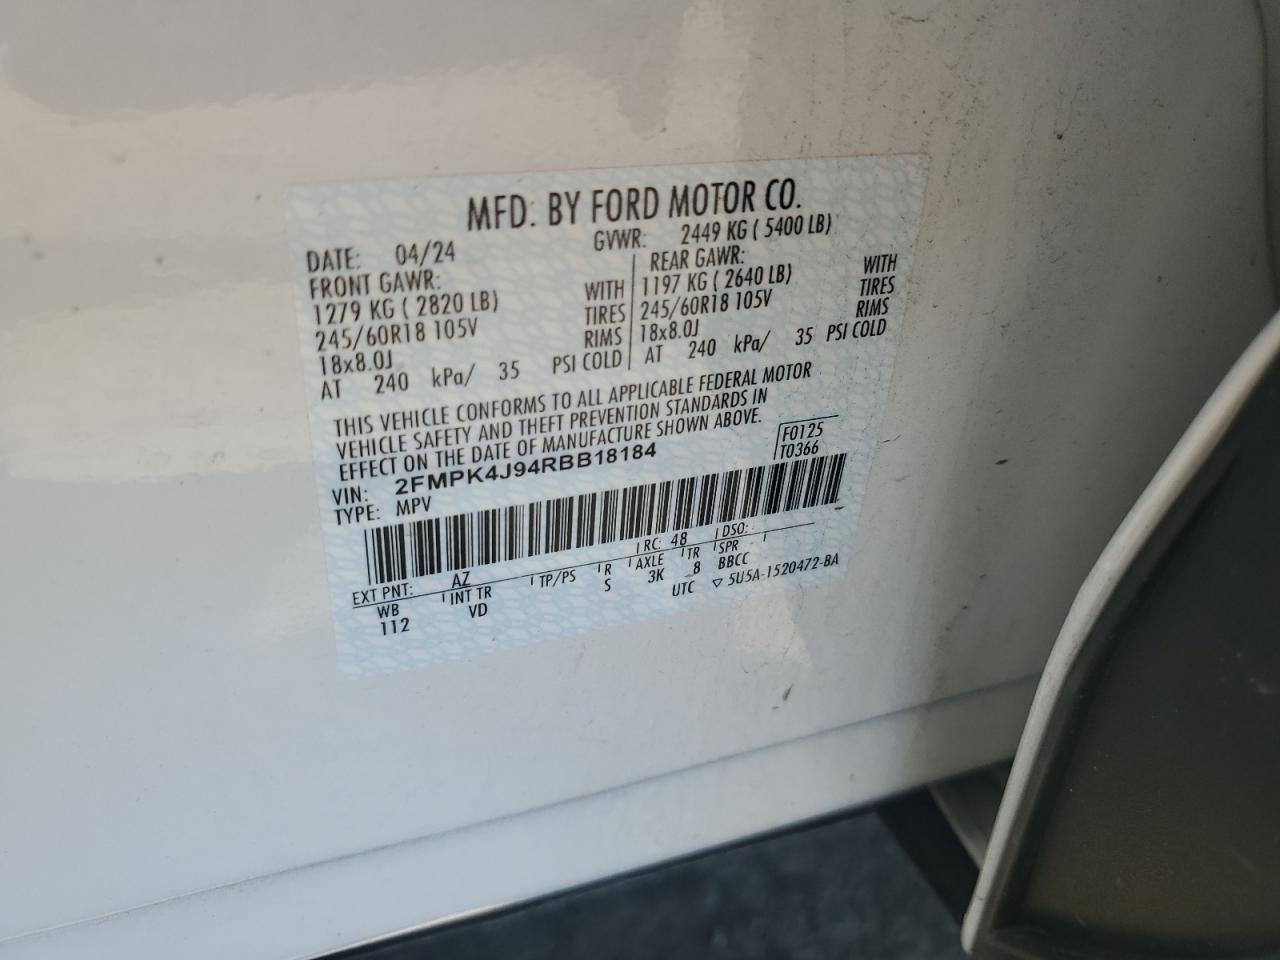 MFD. BY FORD MOTOR CO.
DATE: 04/24 GVWR: 2449 KG ( 5400 LB)
FRONT GAWR: REAR GAWR:
1279 KG ( 2820 LB) WITH 1197 KG ( 2640 LB) WITH
245/60R18 105V TIRES 245/60R18 105V TIRES
18x8.0J RIMS 18x8.0J RIMS
AT 240 kPa/ 35 PSI COLD AT 240 kPa/ 35 PSI COLD
THIS VEHICLE CONFORMS TO ALL APPLICABLE FEDERAL MOTOR
VEHICLE SAFETY AND THEFT PREVENTION STANDARDS IN
EFFECT ON THE DATE OF MANUFACTURE SHOWN ABOVE.
VIN: 2FMPK4J94RBB18184 F0125
TYPE: MPV T0366
EXT PNT: AZ RC: 48 DSO:
WB INT TR TP/PS R AXLE TR SPR
112 VD S 3K 8 BBCC
UTC ▽ 5U5A-1520472-BA